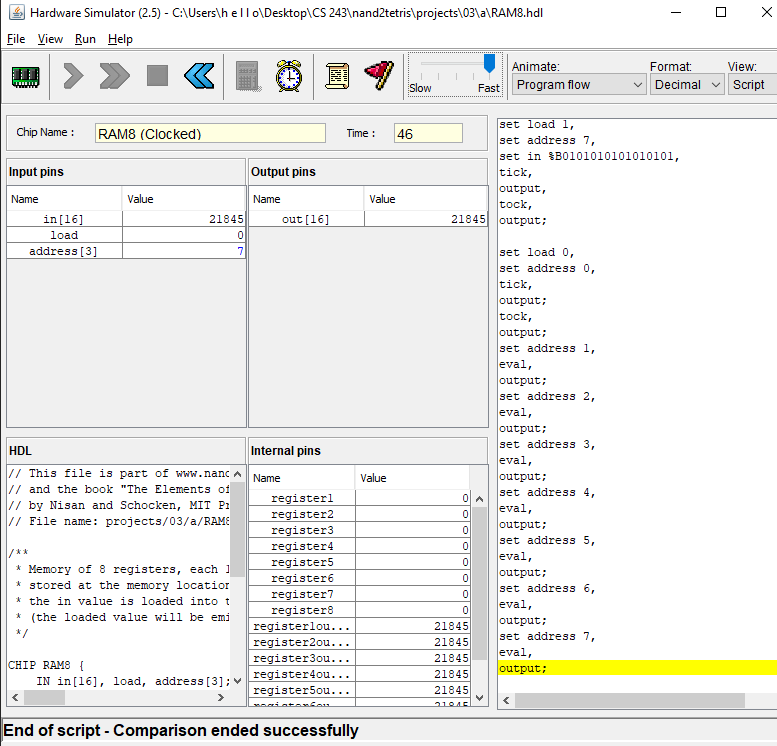 Hardware Simulator (2.5) - C:\Users\h e l l o\Desktop\CS 243\nand2tetris\projects\03\a\RAM8.hdl
File View Run Help
Slow Fast
Animate: Format: View:
Program flow Decimal Script
Chip Name : RAM8 (Clocked) Time : 46
Input pins
Name Value
in[16] 21845
load 0
address[3] 7
Output pins
Name Value
out[16] 21845
HDL
// This file is part of www.nand
// and the book "The Elements of
// by Nisan and Schocken, MIT Pr
// File name: projects/03/a/RAM8
/**
* Memory of 8 registers, each 1
* stored at the memory location
* the in value is loaded into t
* (the loaded value will be emi
*/
CHIP RAM8 {
IN in[16], load, address[3];
Internal pins
Name Value
register1 0
register2 0
register3 0
register4 0
register5 0
register6 0
register7 0
register8 0
register1ou... 21845
register2ou... 21845
register3ou... 21845
register4ou... 21845
register5ou... 21845
register6ou... 21845
set load 1,
set address 7,
set in %B0101010101010101,
tick,
output,
tock,
output;
set load 0,
set address 0,
tick,
output;
tock,
output;
set address 1,
eval,
output;
set address 2,
eval,
output;
set address 3,
eval,
output;
set address 4,
eval,
output;
set address 5,
eval,
output;
set address 6,
eval,
output;
set address 7,
eval,
output;
End of script - Comparison ended successfully